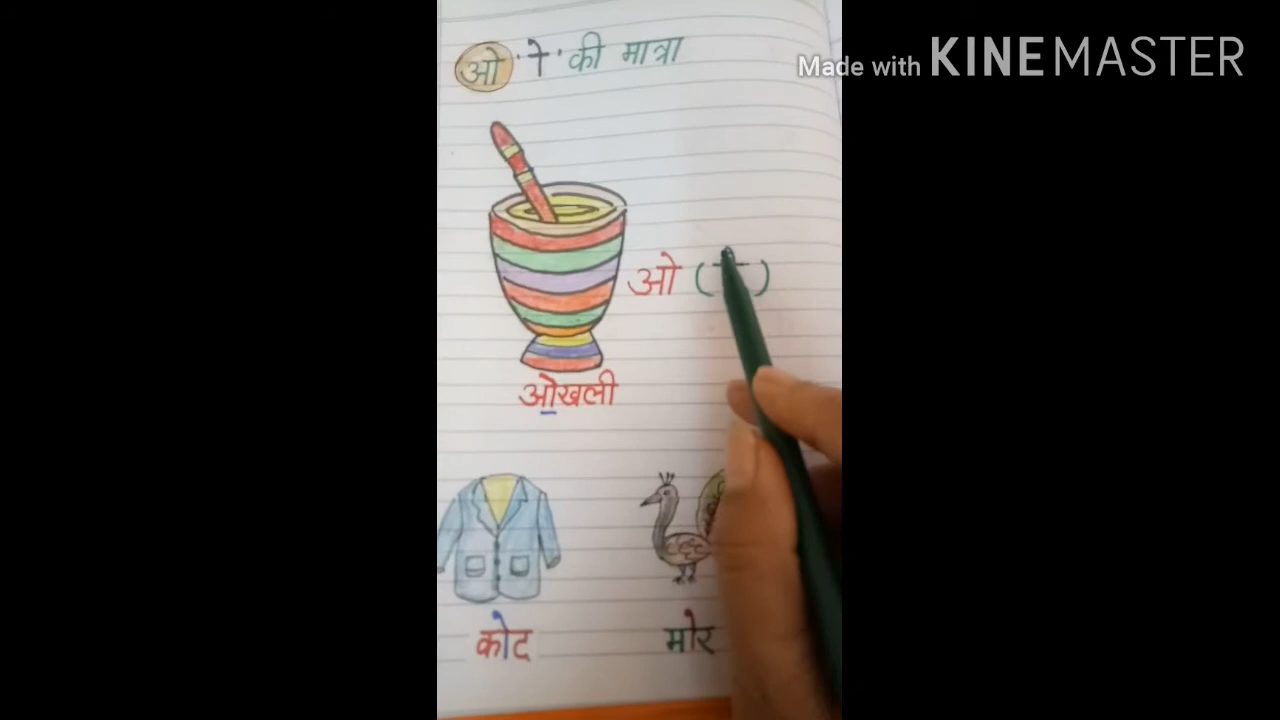 Made with KINEMASTER
ओ 'ो' की मात्रा
ओ ( )
ओखली
कोट
मोर